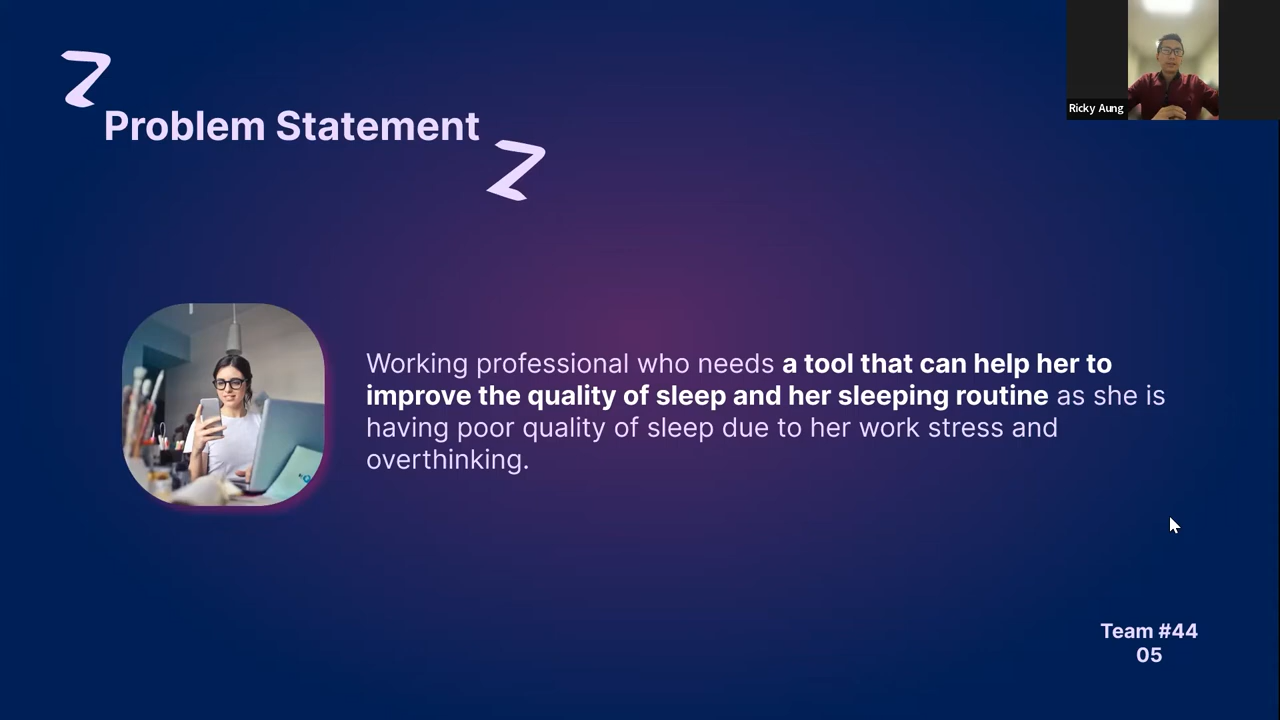 Z
Problem Statement
Z
Ricky Aung
Working professional who needs a tool that can help her to
improve the quality of sleep and her sleeping routine as she is
having poor quality of sleep due to her work stress and
overthinking.
Team #44
05